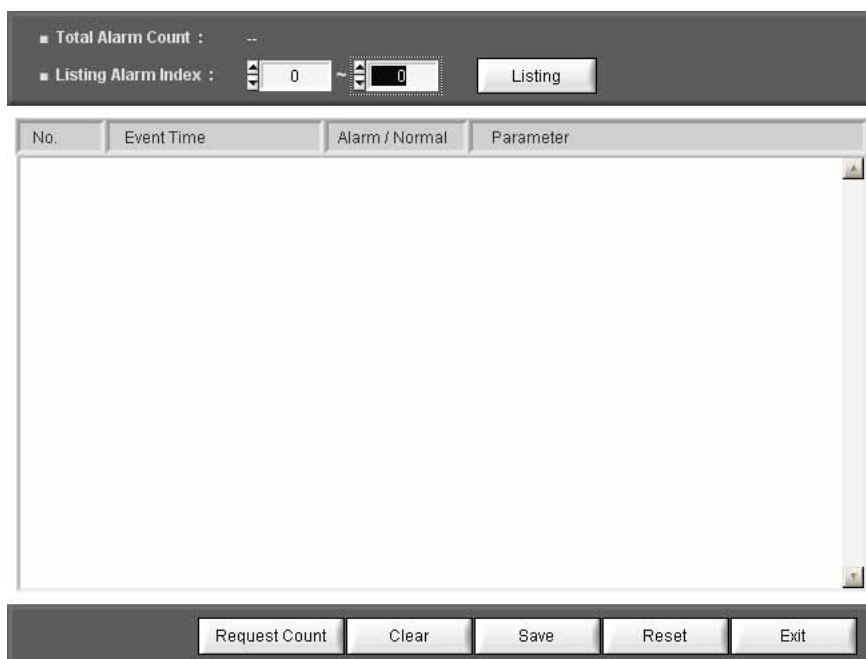 ■ Total Alarm Count : --
■ Listing Alarm Index : 0 ~ 0 Listing
No. Event Time Alarm / Normal Parameter
Request Count Clear Save Reset Exit